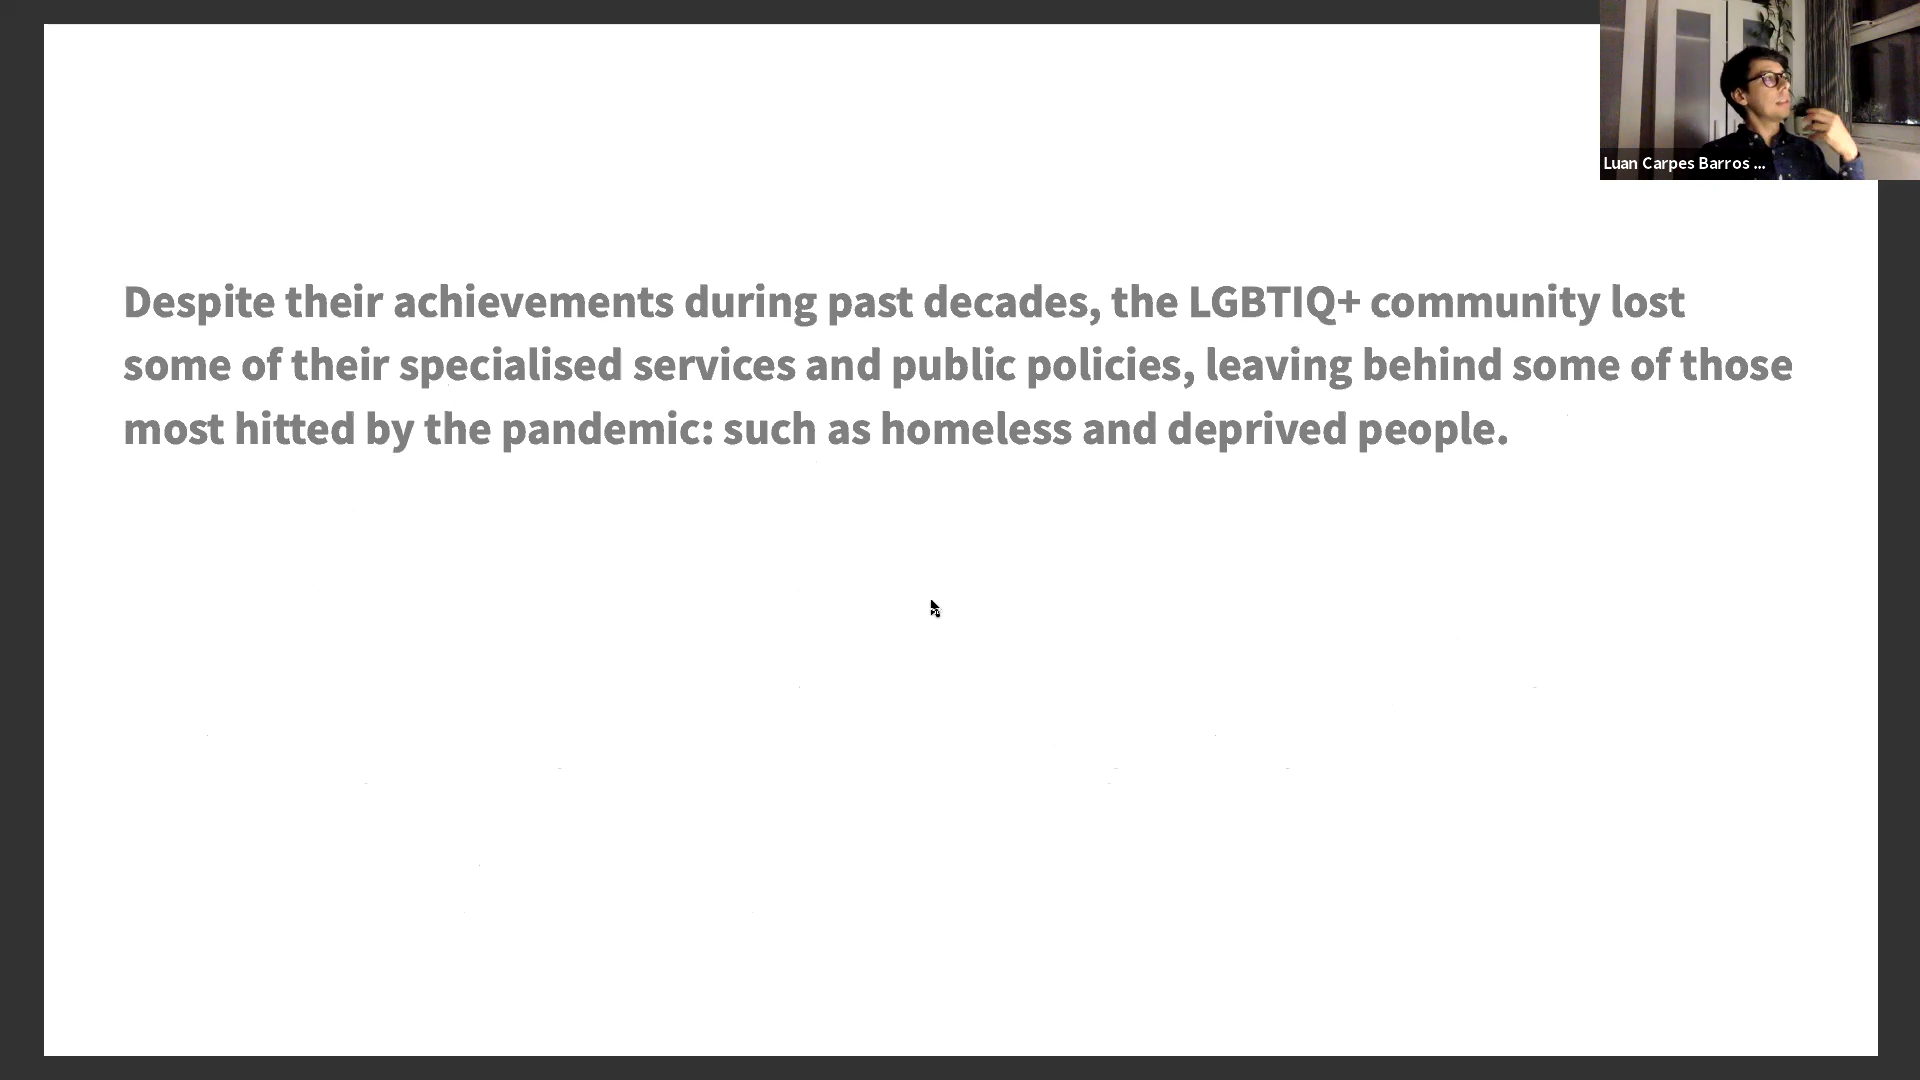 Luan Carpes Barros ...
Despite their achievements during past decades, the LGBTIQ+ community lost
some of their specialised services and public policies, leaving behind some of those
most hitted by the pandemic: such as homeless and deprived people.